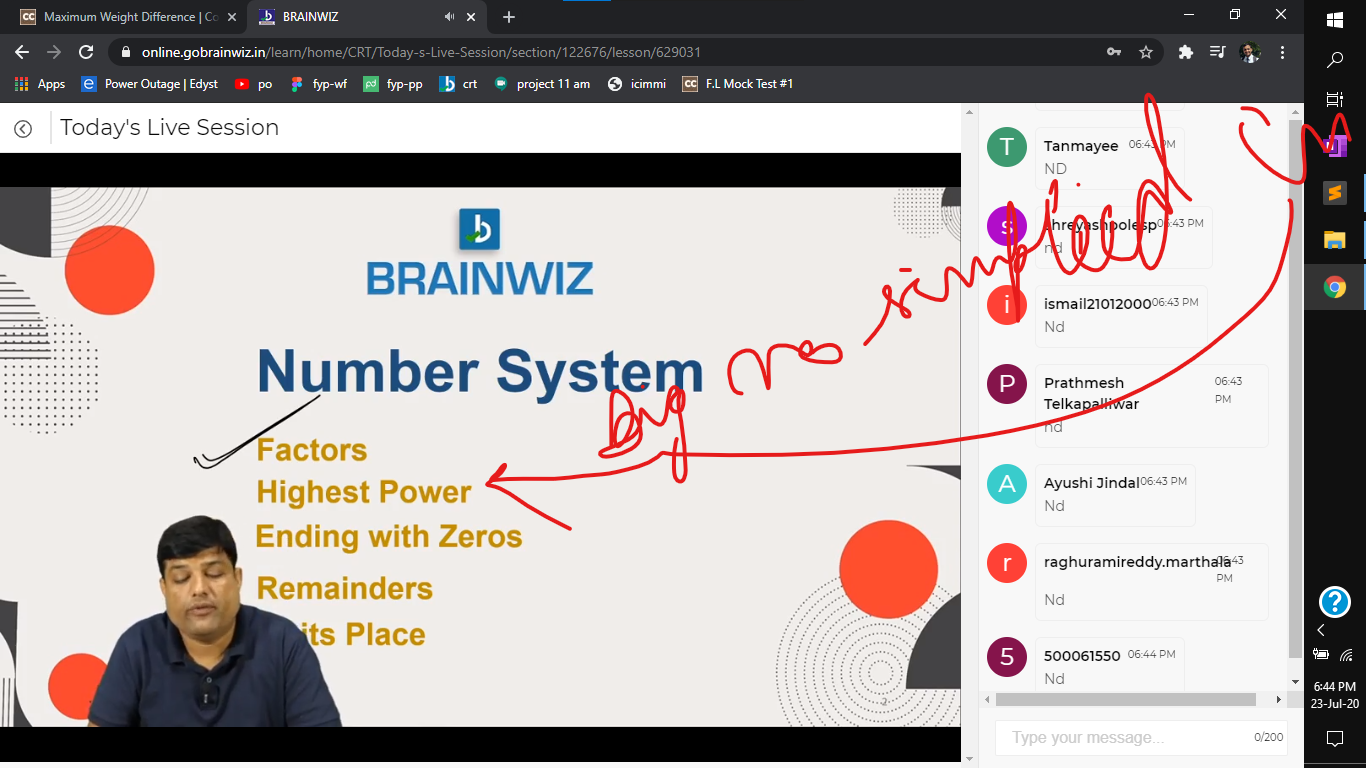 Maximum Weight Difference | Co
BRAINWIZ
online.gobrainwiz.in/learn/home/CRT/Today-s-Live-Session/section/122676/lesson/629031
Apps Power Outage | Edyst po fyp-wf fyp-pp crt project 11 am icimmi F.L Mock Test #1
Today's Live Session
b
BRAINWIZ
Number System
Factors
Highest Power
Ending with Zeros
Remainders
its Place
2
Big no simplied
T Tanmayee 06:43 PM
ND
s shreyashpolesp 06:43 PM
nd
i ismail21012000 06:43 PM
Nd
P Prathmesh 06:43
Telkapalliwar PM
nd
A Ayushi Jindal 06:43 PM
Nd
r raghuramireddy.marthala 06:43
PM
Nd
5 500061550 06:44 PM
Nd
Type your message... 0/200
6:44 PM
23-Jul-20